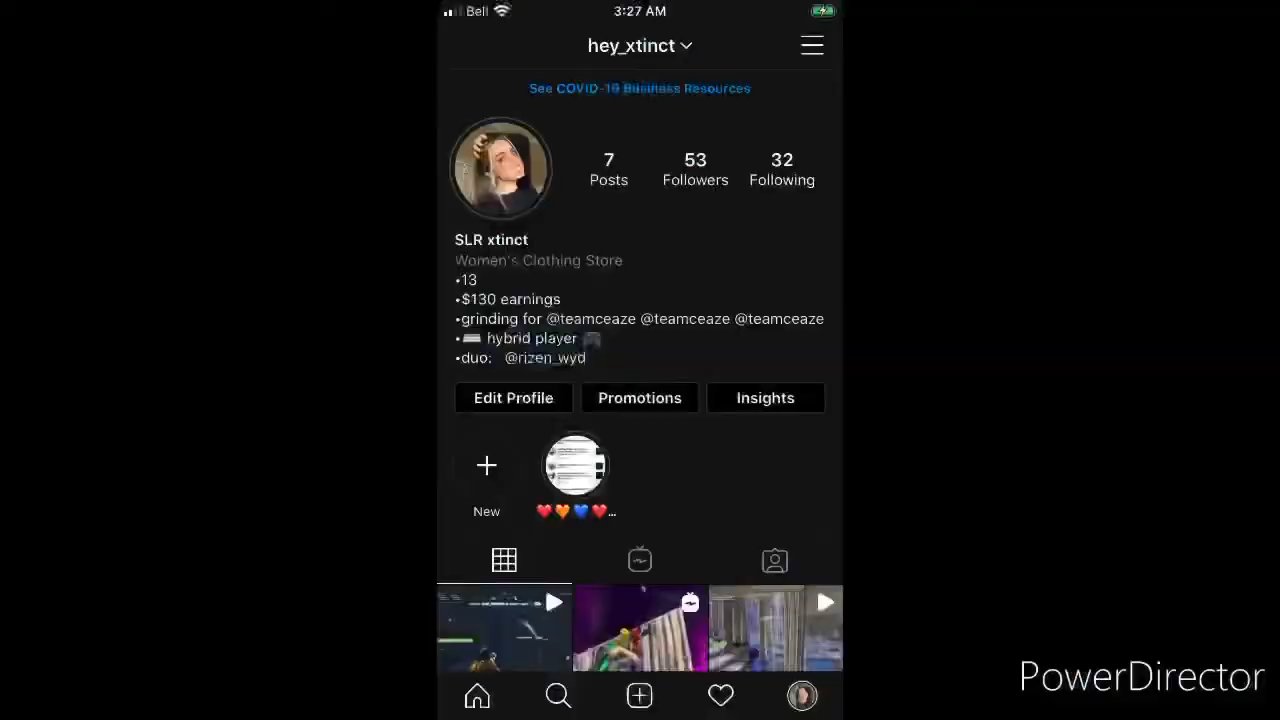 Bell
3:27 AM
hey_xtinct
See COVID-19 Business Resources
7
Posts
53
Followers
32
Following
SLR xtinct
Women's Clothing Store
•13
•$130 earnings
•grinding for @teamceaze @teamceaze @teamceaze
•⌨️ hybrid player 🎮
•duo: @rizen_wyd
Edit Profile
Promotions
Insights
New
❤️🧡💙❤️...
PowerDirector